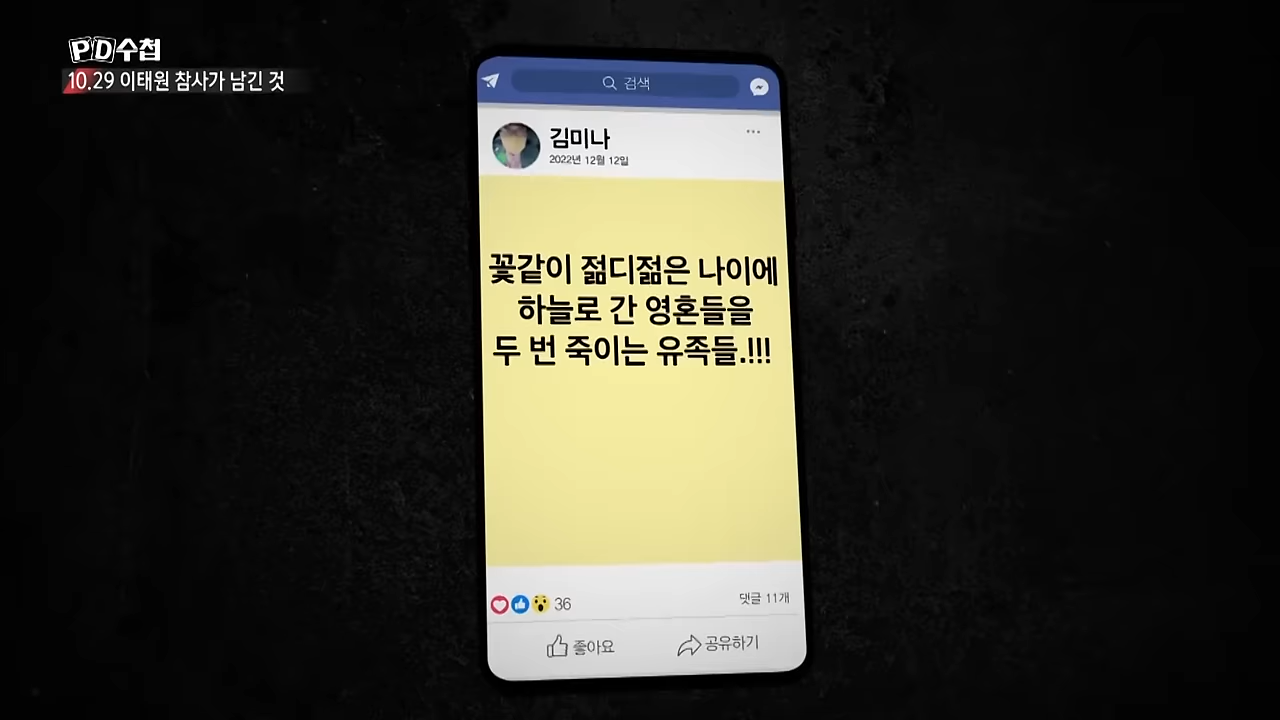 PD수첩
10.29 이태원 참사가 남긴 것
검색
김미나
2022년 12월 12일
꽃같이 젊디젊은 나이에
하늘로 간 영혼들을
두 번 죽이는 유족들.!!!
36
댓글 11개
좋아요
공유하기